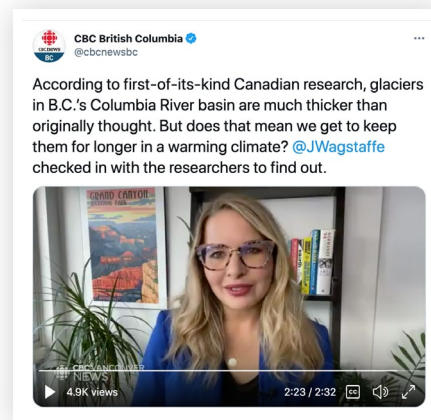 CBC British Columbia
@cbcnewsbc
CBCNEWS
BC
According to first-of-its-kind Canadian research, glaciers
in B.C.'s Columbia River basin are much thicker than
originally thought. But does that mean we get to keep
them for longer in a warming climate? @JWagstaffe
checked in with the researchers to find out.
GRAND CANYON
CBC VANCOUVER
NEWS
4.9K views
2:23 / 2:32
CC